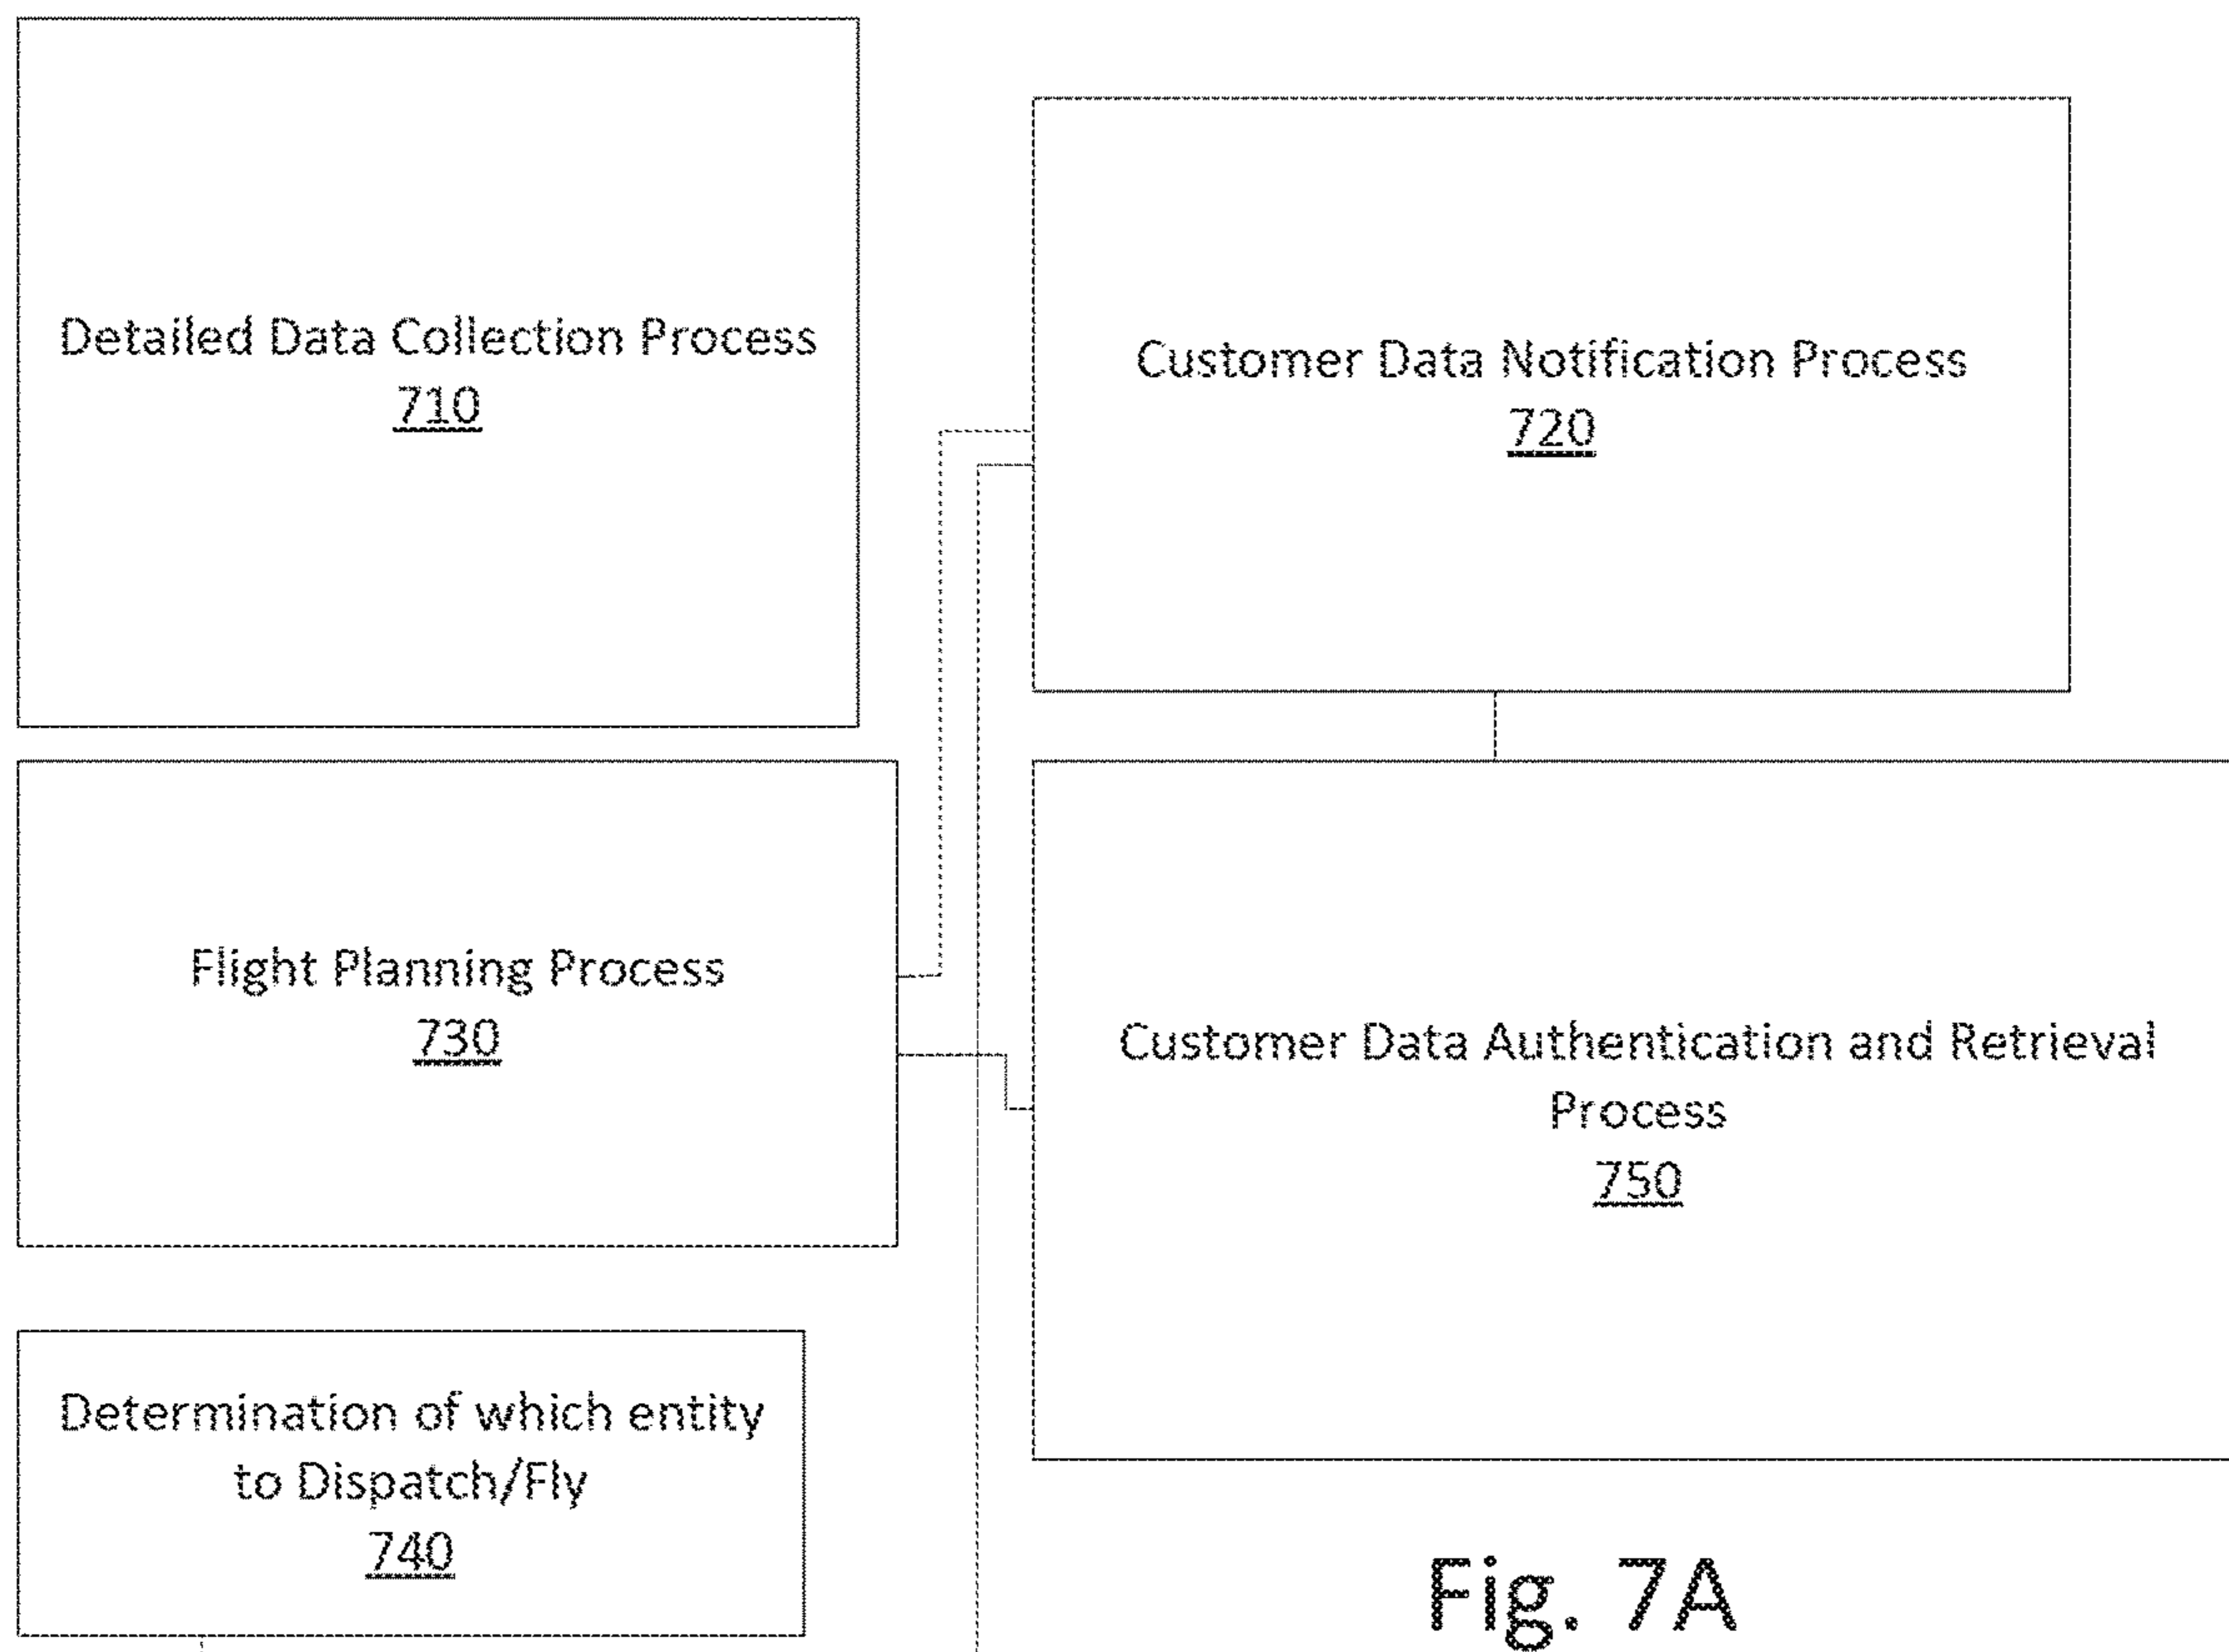 Detailed Data Collection Process
710
Customer Data Notification Process
720
Flight Planning Process
730
Customer Data Authentication and Retrieval
Process
750
Determination of which entity
to Dispatch/Fly
740
Fig. 7A